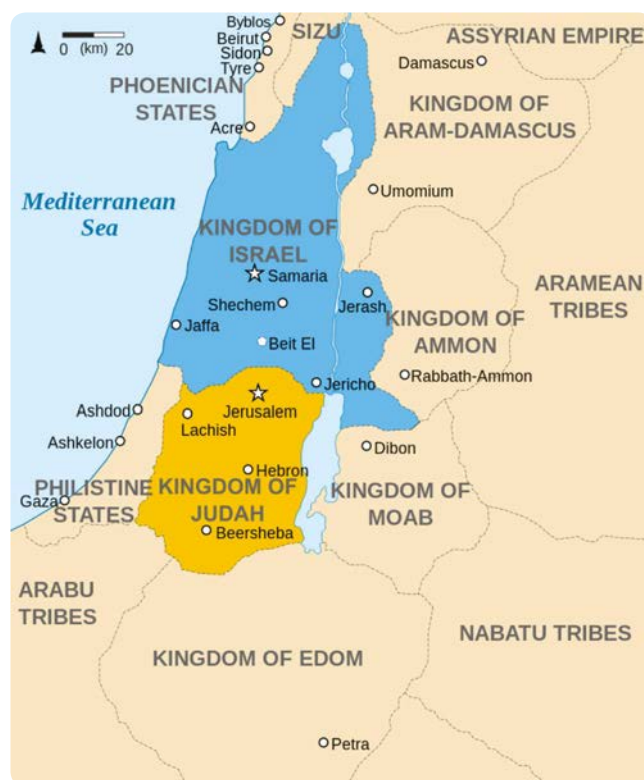 Byblos
Beirut
Sidon
Tyre
SIZU
ASSYRIAN EMPIRE
0 (km) 20
Damascus
PHOENICIAN
STATES
KINGDOM OF
ARAM-DAMASCUS
Acre
Umomium
Mediterranean
Sea
KINGDOM OF
ISRAEL
Samaria
Shechem
Jerash
ARAMEAN
TRIBES
Jaffa
Beit El
KINGDOM OF
AMMON
Jericho
Rabbath-Ammon
Jerusalem
Ashdod
Lachish
Ashkelon
Dibon
Hebron
Gaza
PHILISTINE
STATES
KINGDOM OF
JUDAH
KINGDOM OF
MOAB
Beersheba
ARABU
TRIBES
NABATU TRIBES
KINGDOM OF EDOM
Petra